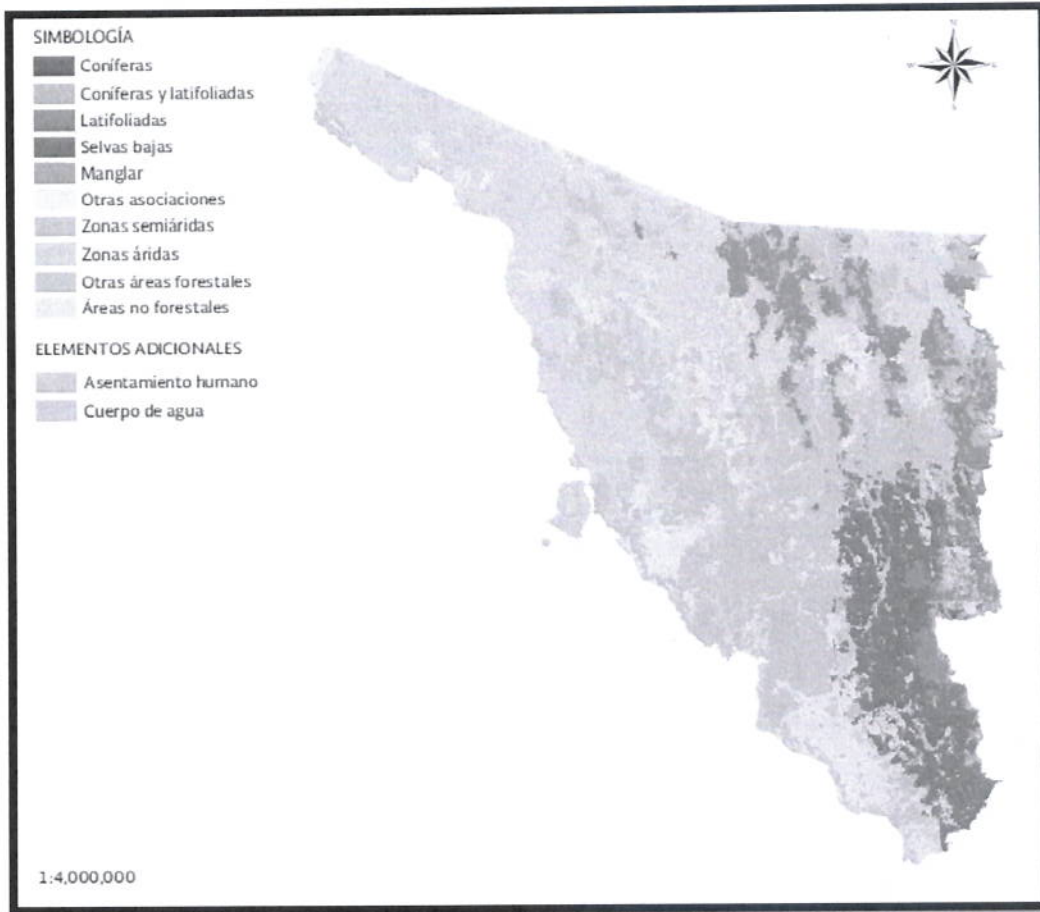 SIMBOLOGÍA
Coníferas
Coníferas y latifoliadas
Latifoliadas
Selvas bajas
Manglar
Otras asociaciones
Zonas semiáridas
Zonas áridas
Otras áreas forestales
Áreas no forestales
ELEMENTOS ADICIONALES
Asentamiento humano
Cuerpo de agua
1:4,000,000